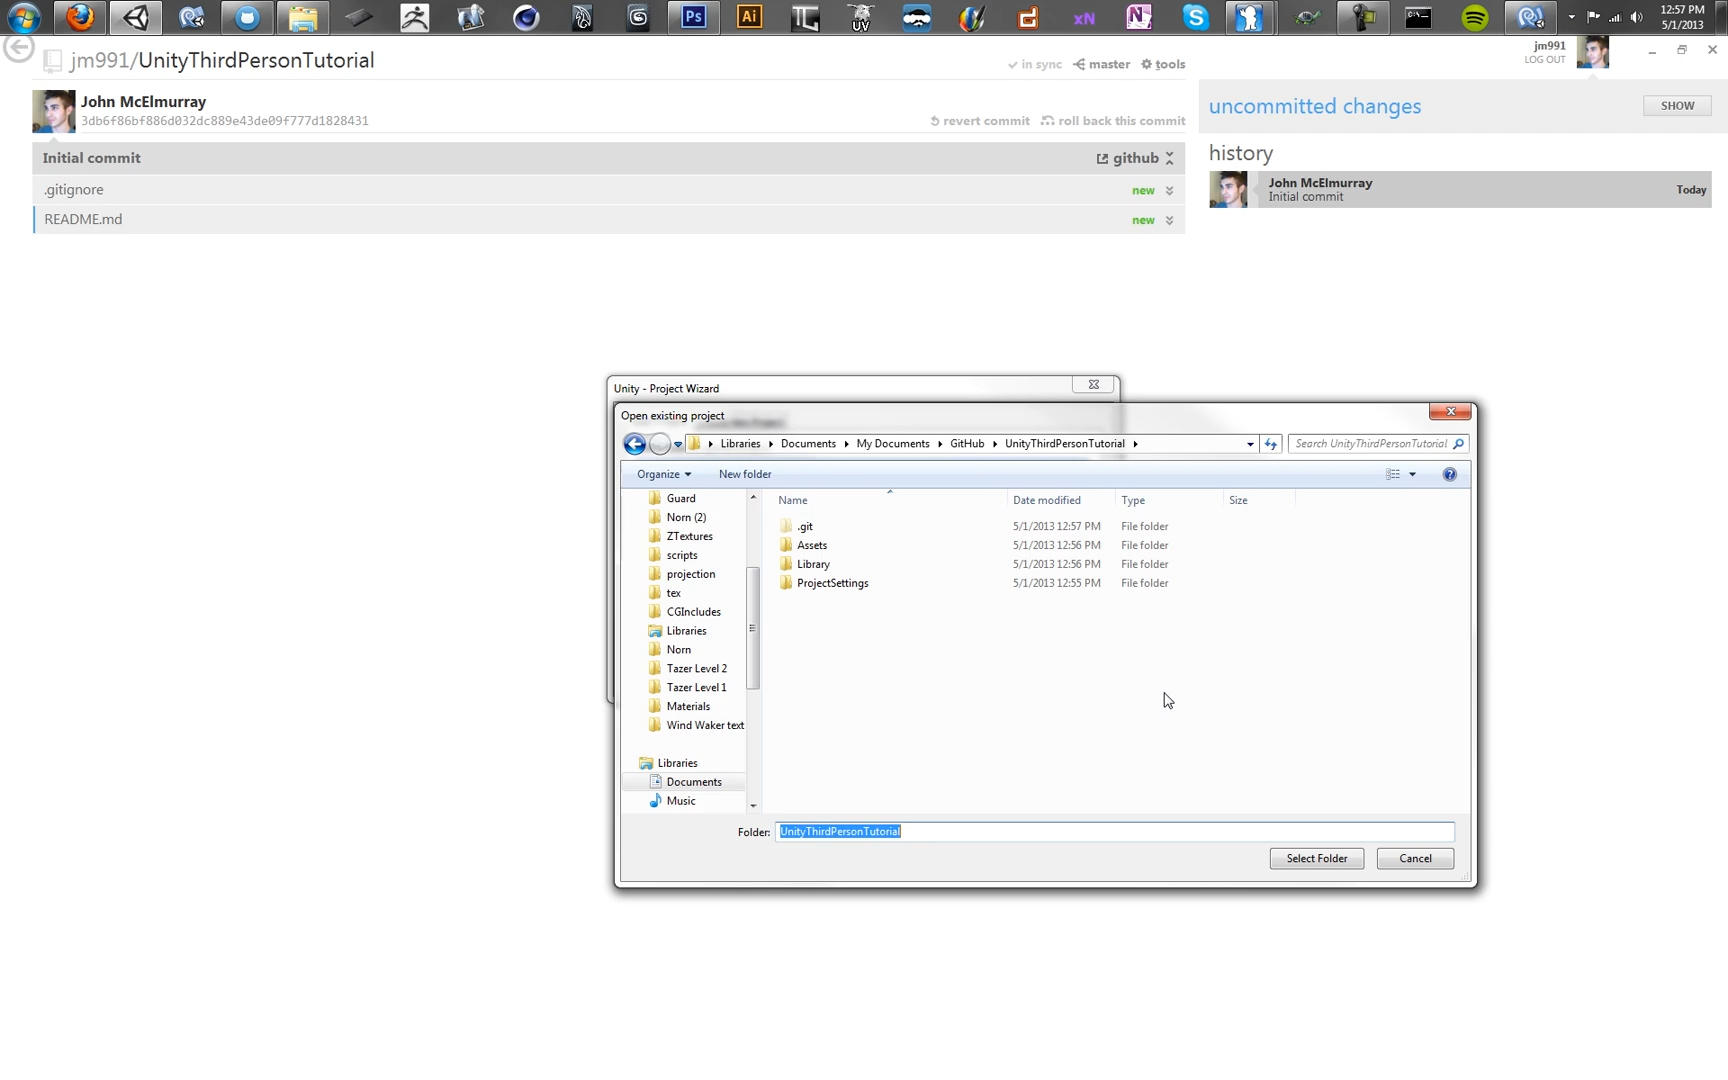 Ps
Ai
UV
xN
12:57 PM
5/1/2013
jm991/UnityThirdPersonTutorial
in sync
master
tools
jm991
LOG OUT
John McElmurray
3db6f86bf886d032dc889e43de09f777d1828431
revert commit
roll back this commit
uncommitted changes
SHOW
Initial commit
github
.gitignore
new
README.md
new
history
John McElmurray
Initial commit
Today
Unity - Project Wizard
Open existing project
Libraries
Documents
My Documents
GitHub
UnityThirdPersonTutorial
Search UnityThirdPersonTutorial
Organize
New folder
Guard
Norn (2)
ZTextures
scripts
projection
tex
CGIncludes
Libraries
Norn
Tazer Level 2
Tazer Level 1
Materials
Wind Waker text
Libraries
Documents
Music
Name Date modified Type Size
.git 5/1/2013 12:57 PM File folder
Assets 5/1/2013 12:56 PM File folder
Library 5/1/2013 12:56 PM File folder
ProjectSettings 5/1/2013 12:55 PM File folder
Folder: UnityThirdPersonTutorial
Select Folder
Cancel